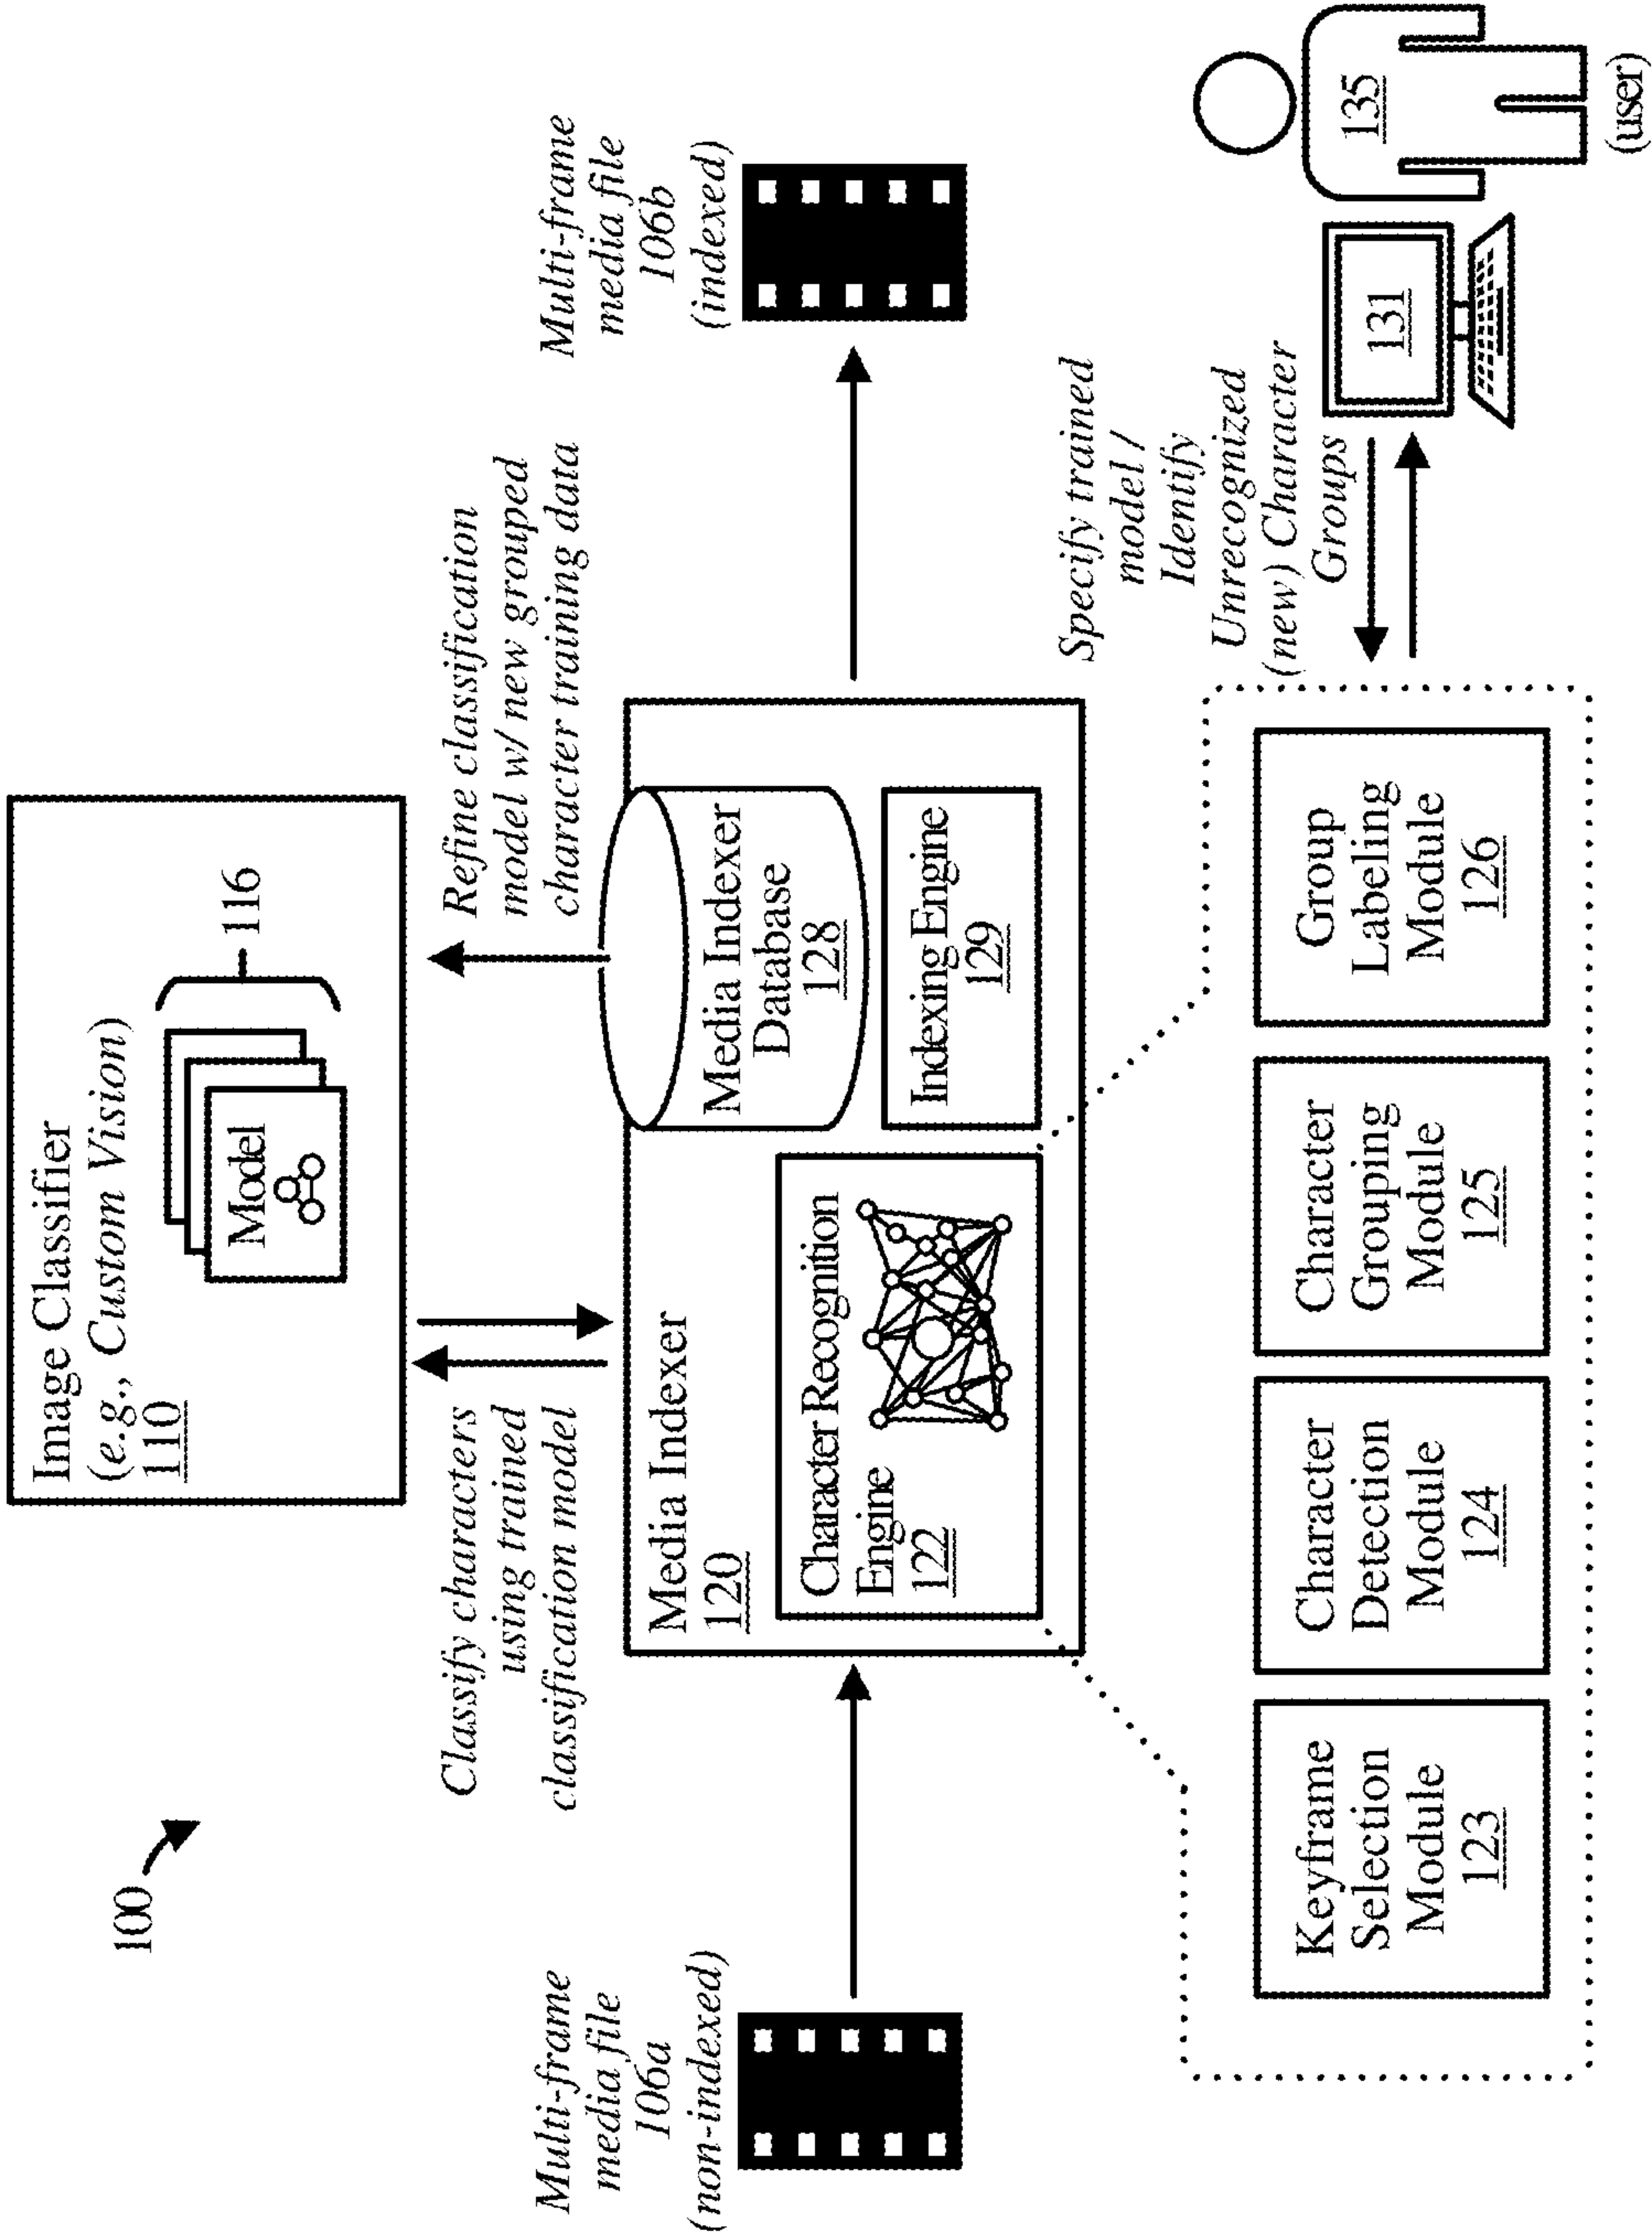 100
Image Classifier
(e.g., Custom Vision)
110
Model
116
Classify characters
using trained
classification model
Refine classification
model w/ new grouped
character training data
Multi-frame
media file
106a
(non-indexed)
Media Indexer
120
Character Recognition
Engine
122
Media Indexer
Database
128
Indexing Engine
129
Multi-frame
media file
106b
(indexed)
Specify trained
model /
Identify
Unrecognized
(new) Character
Groups
131
135
(user)
Keyframe
Selection
Module
123
Character
Detection
Module
124
Character
Grouping
Module
125
Group
Labeling
Module
126